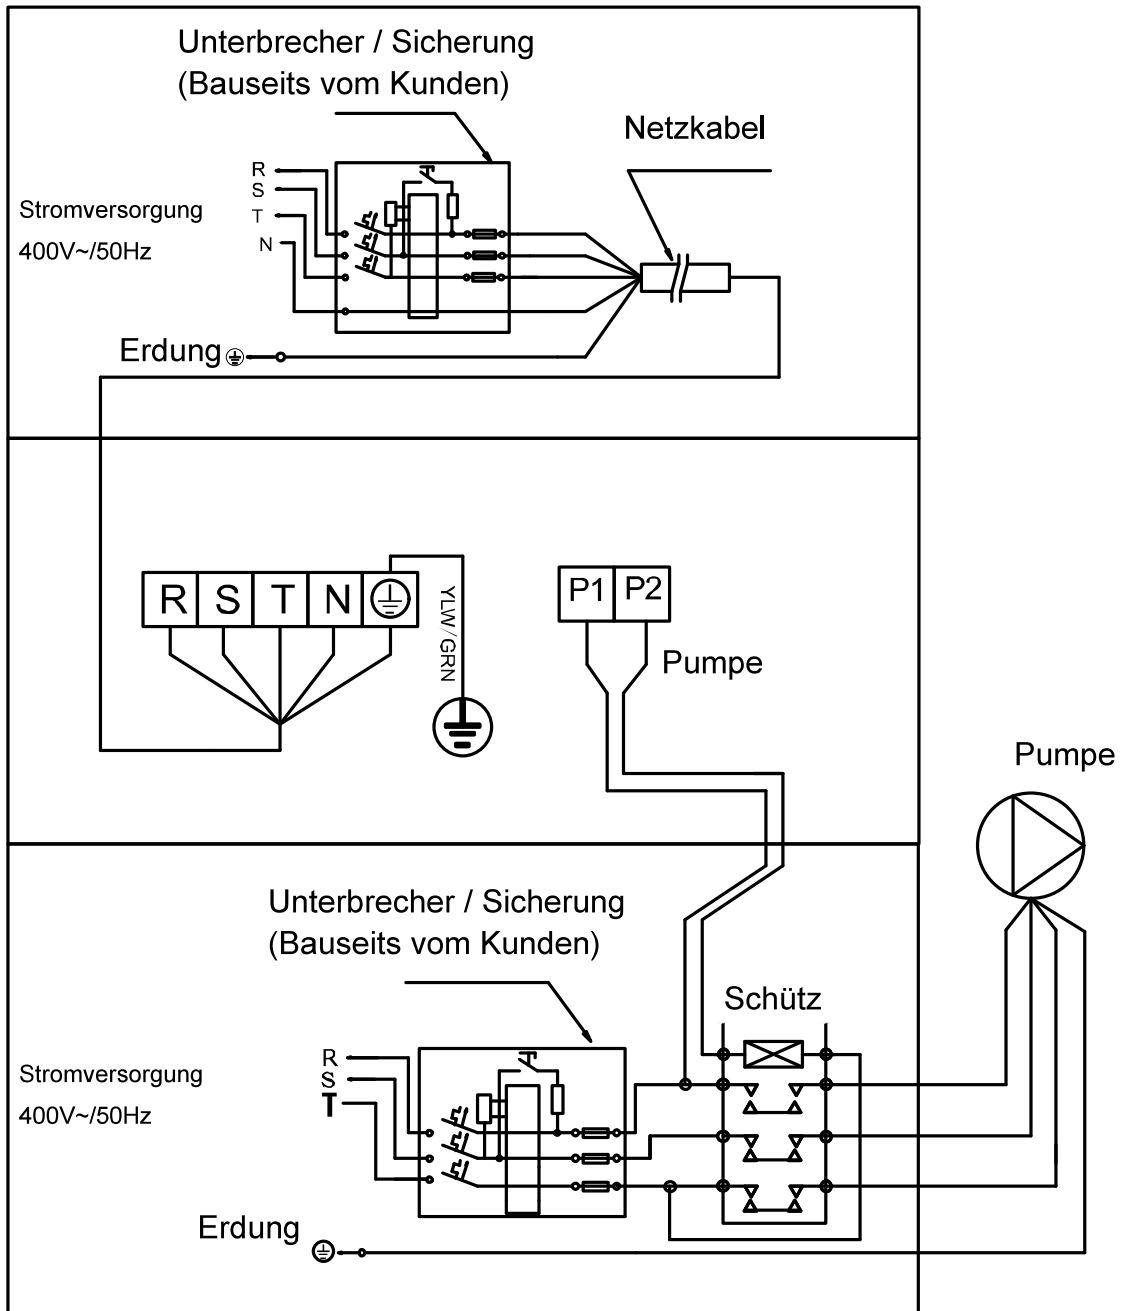 Unterbrecher / Sicherung
(Bauseits vom Kunden)
Netzkabel
R
S
T
N
Stromversorgung
400V~/50Hz
Erdung
R S T N
YLW/GRN
P1 P2
Pumpe
Pumpe
Unterbrecher / Sicherung
(Bauseits vom Kunden)
Schütz
R
S
T
Stromversorgung
400V~/50Hz
Erdung